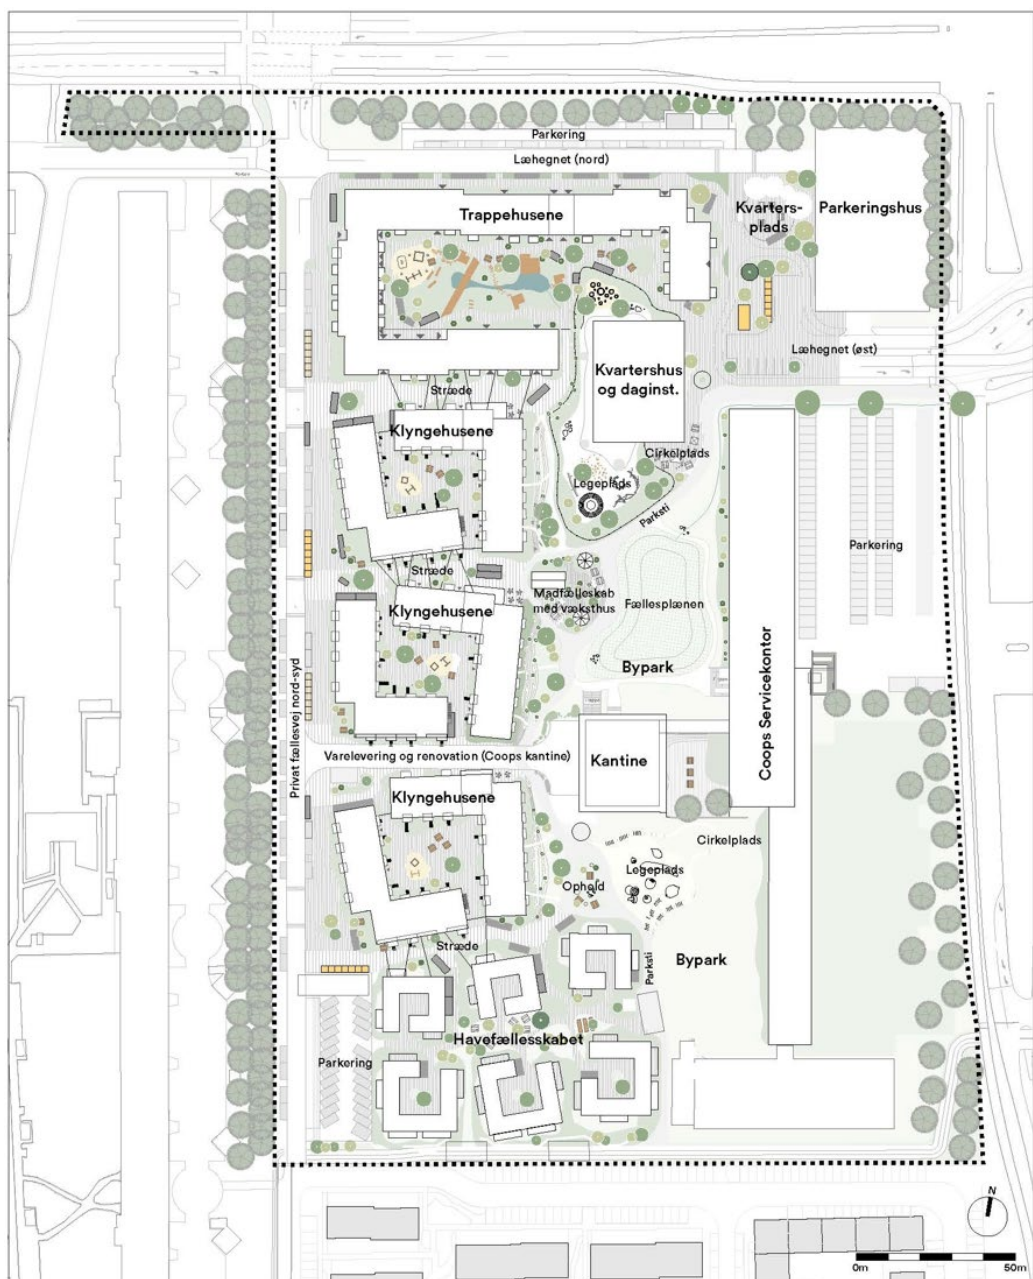 Parkering
Læhegnet (nord)
Trappehusene
Kvarters-
plads
Parkeringshus
Læhegnet (øst)
Kvartershus
og daginst.
Stræde
Klyngehusene
Cirkelplads
Legeplads
Parksti
Parkering
Stræde
Madfælleskab
med væksthus
Fællesplænen
Klyngehusene
Bypark
Coops Servicekontor
Privat fællesvej nord-syd
Varelevering og renovation (Coops kantine)
Kantine
Klyngehusene
Cirkelplads
Legeplads
Ophold
Stræde
Parksti
Bypark
Havefællesskabet
Parkering
N
0m
50m